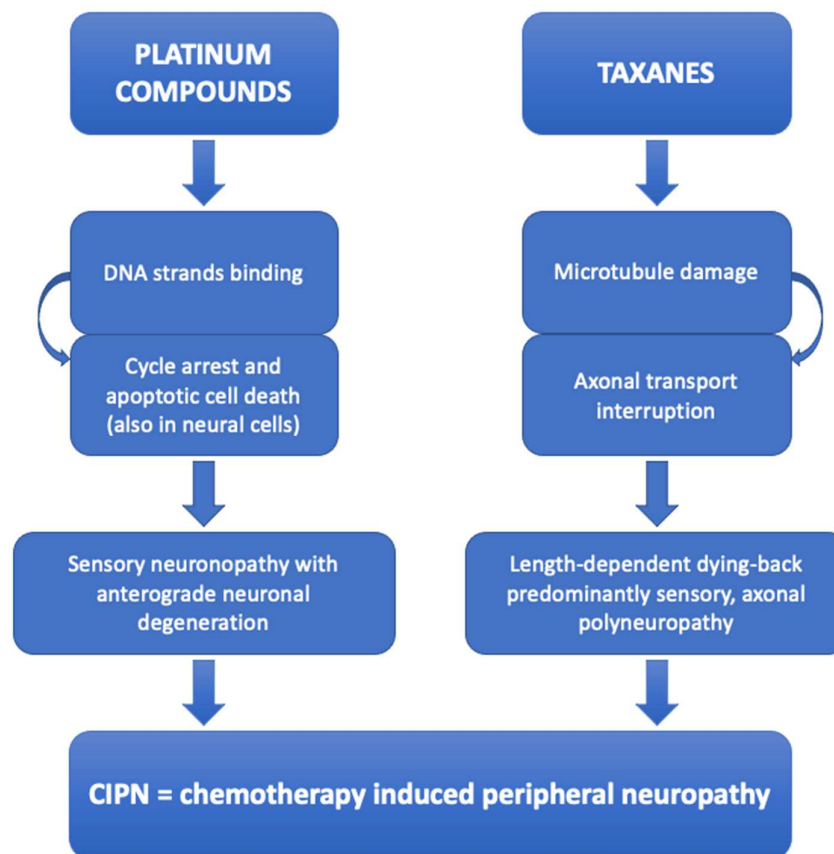 PLATINUM
COMPOUNDS
DNA strands binding
Cycle arrest and
apoptotic cell death
(also in neural cells)
Sensory neuronopathy with
anterograde neuronal
degeneration
TAXANES
Microtubule damage
Axonal transport
interruption
Length-dependent dying-back
predominantly sensory, axonal
polyneuropathy
CIPN = chemotherapy induced peripheral neuropathy